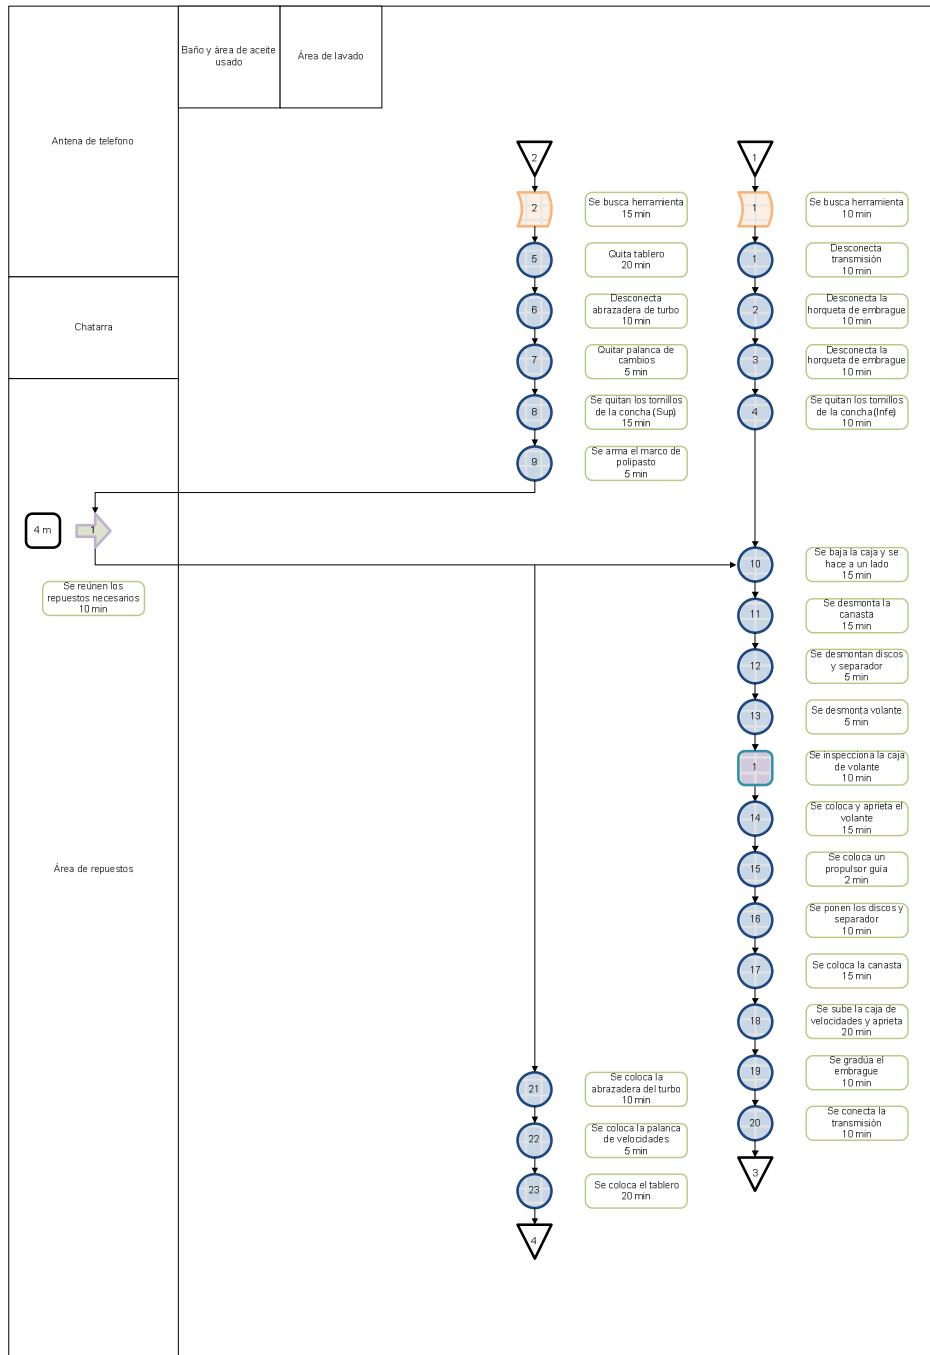 Baño y área de aceite
usado
Área de lavado
Antena de telefono
Chatarra
Área de repuestos
4 m
1
Se reúnen los
repuestos necesarios
10 min
2
2
Se busca herramienta
15 min
5
Quita tablero
20 min
6
Desconecta
abrazadera de turbo
10 min
7
Quitar palanca de
cambios
5 min
8
Se quitan los tornillos
de la concha (Sup)
15 min
9
Se arma el marco de
polipasto
5 min
21
Se coloca la
abrazadera del turbo
10 min
22
Se coloca la palanca
de velocidades
5 min
23
Se coloca el tablero
20 min
4
1
1
Se busca herramienta
10 min
1
Desconecta
transmisión
10 min
2
Desconecta la
horqueta de embrague
10 min
3
Desconecta la
horqueta de embrague
10 min
4
Se quitan los tornillos
de la concha (Infe)
10 min
10
Se baja la caja y se
hace a un lado
15 min
11
Se desmonta la
canasta
15 min
12
Se desmontan discos
y separador
5 min
13
Se desmonta volante
5 min
1
Se inspecciona la caja
de volante
10 min
14
Se coloca y aprieta el
volante
15 min
15
Se coloca un
propulsor guía
2 min
16
Se ponen los discos y
separador
10 min
17
Se coloca la canasta
15 min
18
Se sube la caja de
velocidades y aprieta
20 min
19
Se gradúa el
embrague
10 min
20
Se conecta la
transmisión
10 min
3